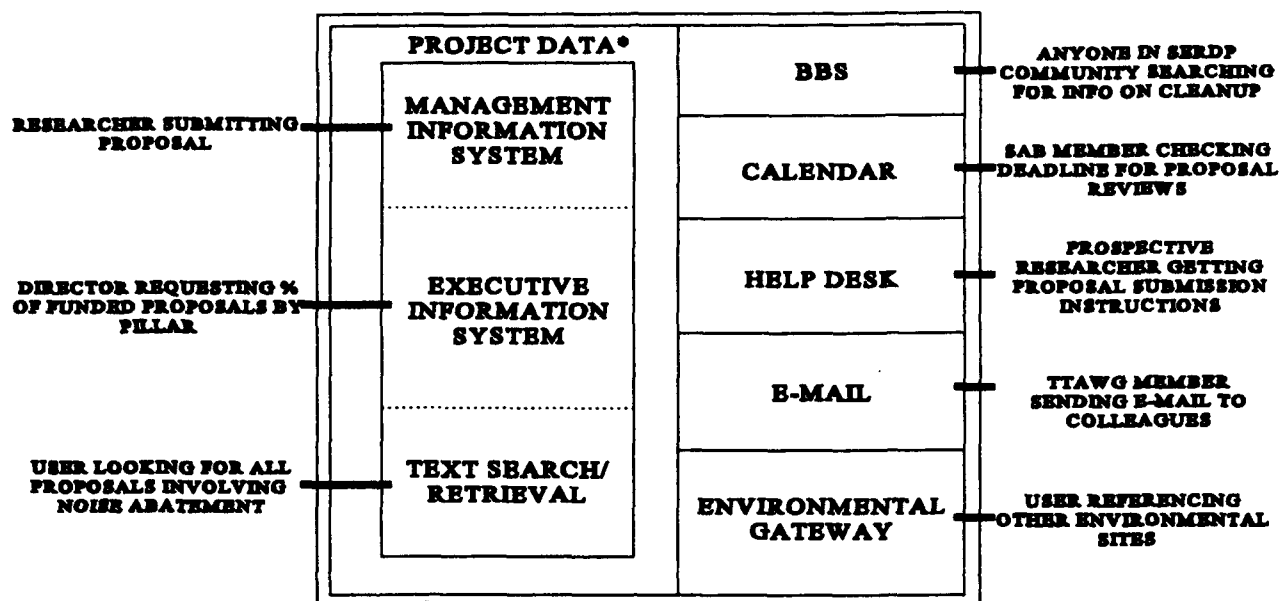 PROJECT DATA*
MANAGEMENT
INFORMATION
SYSTEM
EXECUTIVE
INFORMATION
SYSTEM
TEXT SEARCH/
RETRIEVAL
RESEARCHER SUBMITTING
PROPOSAL
DIRECTOR REQUESTING %
OF FUNDED PROPOSALS BY
PILLAR
USER LOOKING FOR ALL
PROPOSALS INVOLVING
NOISE ABATEMENT
BBS
CALENDAR
HELP DESK
E-MAIL
ENVIRONMENTAL
GATEWAY
ANYONE IN SERDP
COMMUNITY SEARCHING
FOR INFO ON CLEANUP
SAB MEMBER CHECKING
DEADLINE FOR PROPOSAL
REVIEWS
PROSPECTIVE
RESEARCHER GETTING
PROPOSAL SUBMISSION
INSTRUCTIONS
TTAWG MEMBER
SENDING E-MAIL TO
COLLEAGUES
USER REFERENCING
OTHER ENVIRONMENTAL
SITES